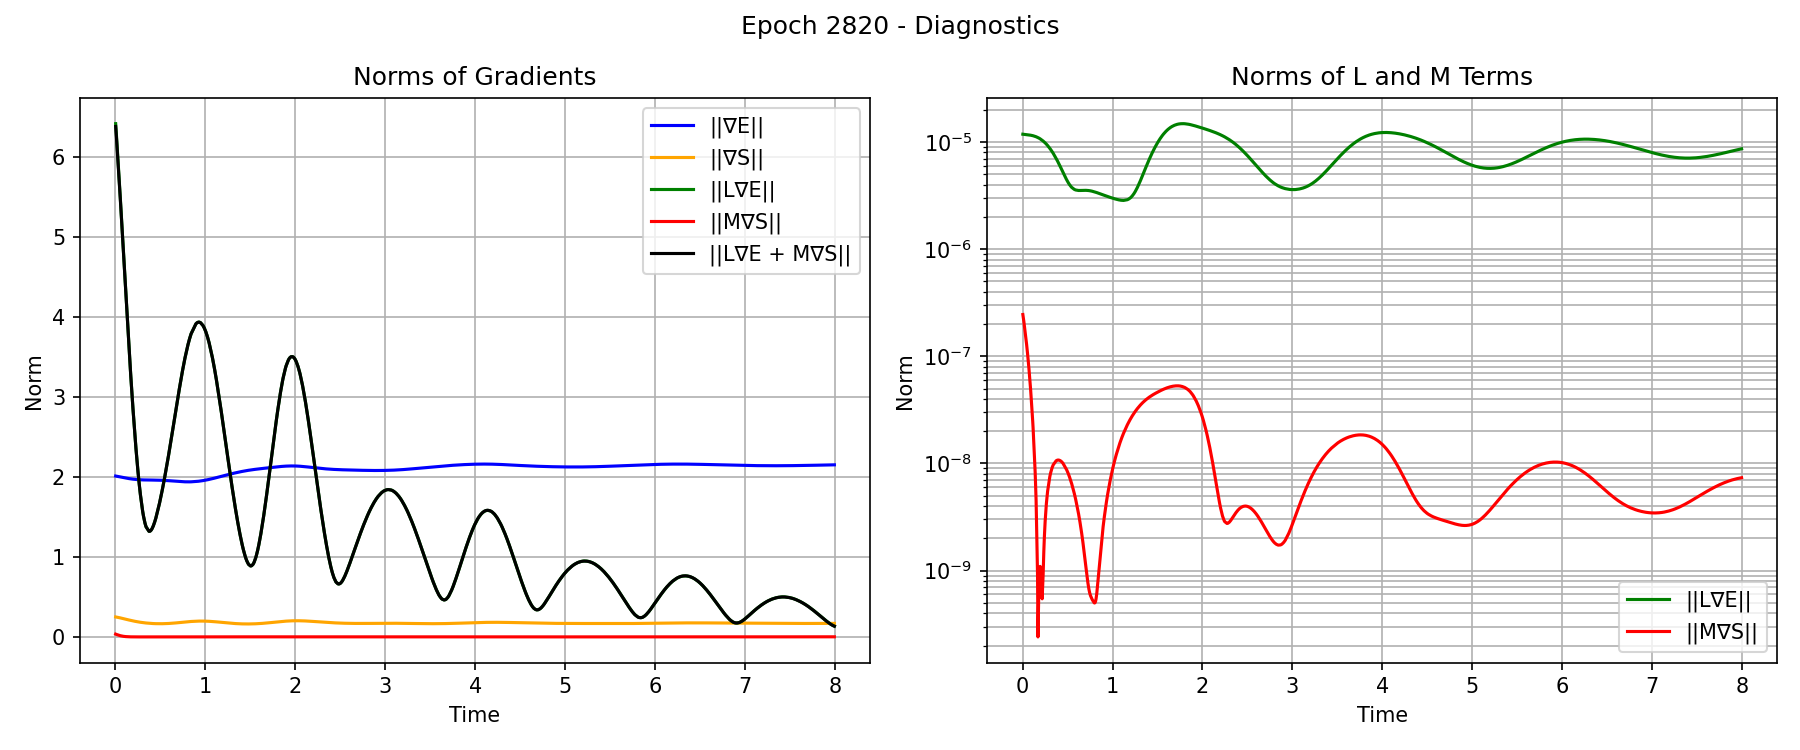 Epoch 2820 - Diagnostics
Norms of Gradients
||∇E||
||∇S||
||L∇E||
||M∇S||
||L∇E + M∇S||
Norm
6
5
4
3
2
1
0
0 1 2 3 4 5 6 7 8
Time
Norms of L and M Terms
Norm
10⁻⁵
10⁻⁶
10⁻⁷
10⁻⁸
10⁻⁹
||L∇E||
||M∇S||
0 1 2 3 4 5 6 7 8
Time